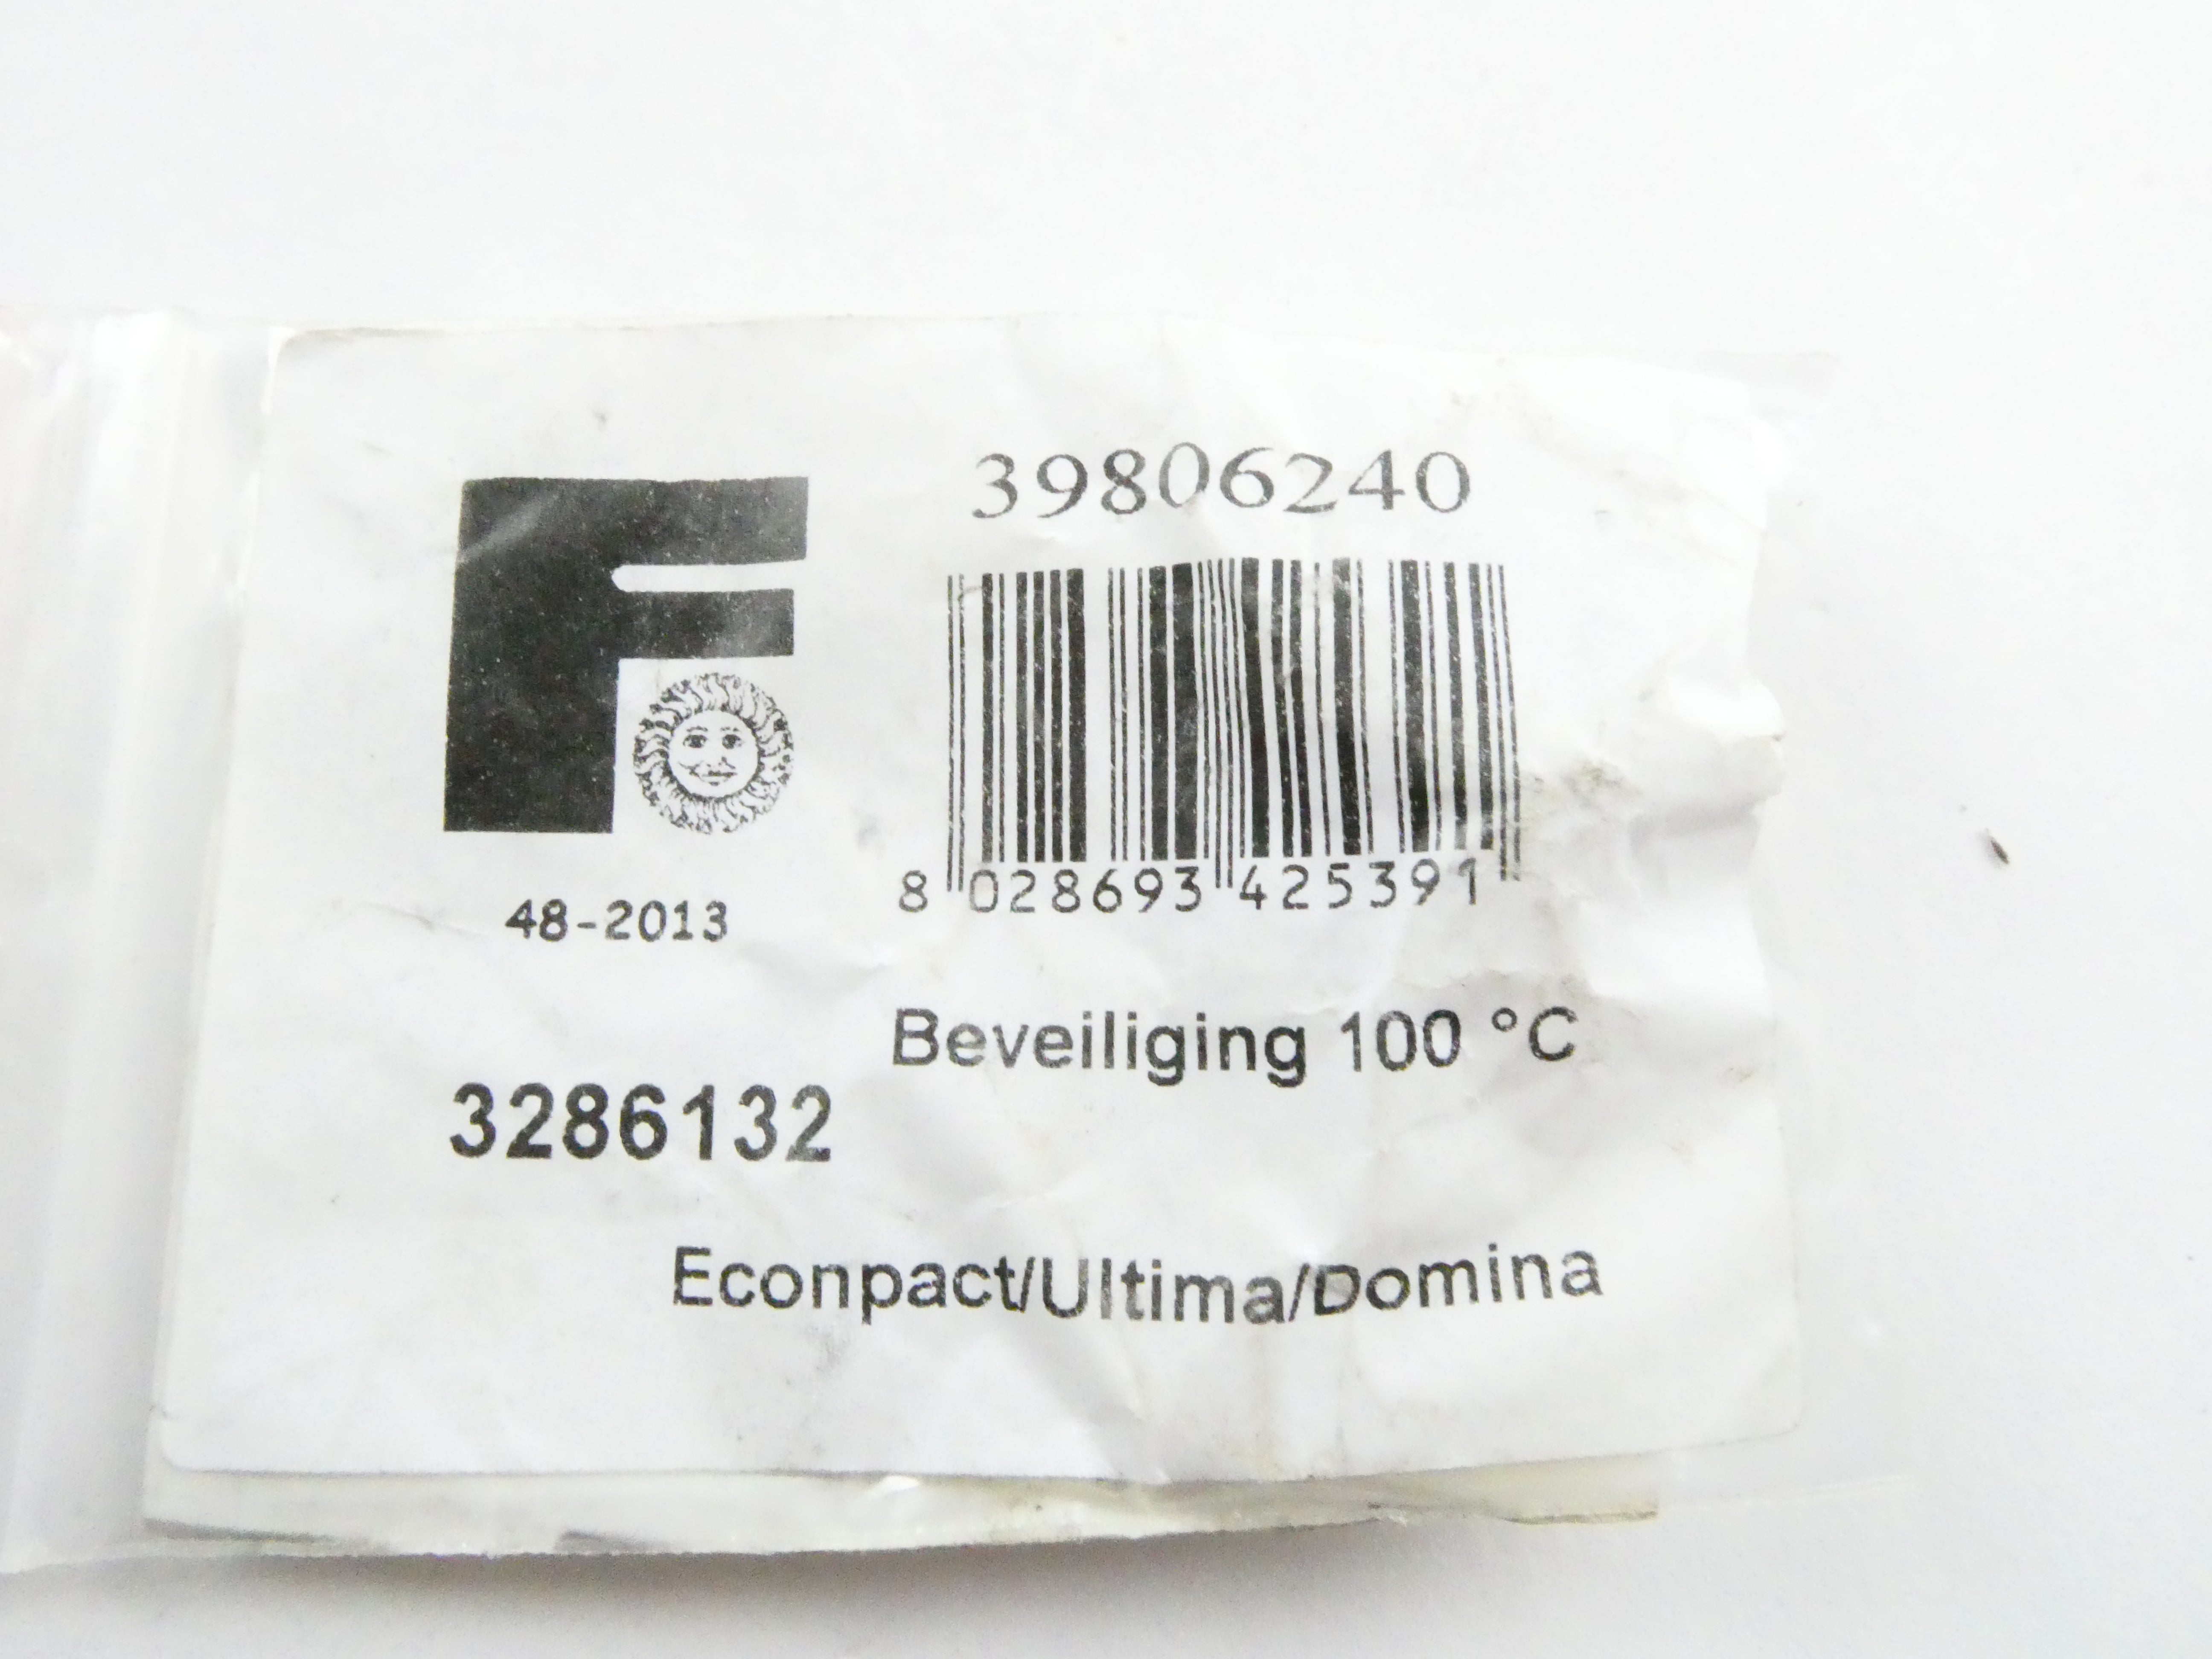 F
39806240
8 028693 425391
48-2013
Beveiliging 100 °C
3286132
Econpact/Ultima/Domina